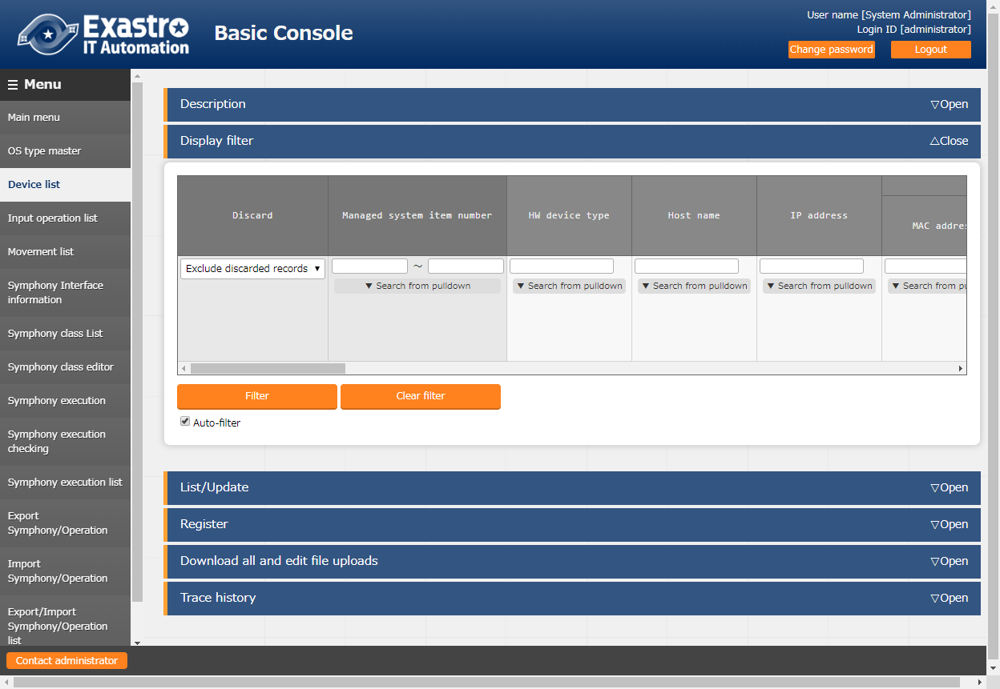 Exastro
IT Automation
Basic Console
User name [System Administrator]
Login ID [administrator]
Change password
Logout
☰ Menu
Main menu
OS type master
Device list
Input operation list
Movement list
Symphony Interface
information
Symphony class List
Symphony class editor
Symphony execution
Symphony execution
checking
Symphony execution list
Export
Symphony/Operation
Import
Symphony/Operation
Export/Import
Symphony/Operation
list
Contact administrator
Description
▽Open
Display filter
△Close
Discard
Managed system item number
HW device type
Host name
IP address
MAC addres
Exclude discarded records ▼
~
▼ Search from pulldown
▼ Search from pulldown
▼ Search from pulldown
▼ Search from pulldown
▼ Search from pu
Filter
Clear filter
Auto-filter
List/Update
▽Open
Register
▽Open
Download all and edit file uploads
▽Open
Trace history
▽Open